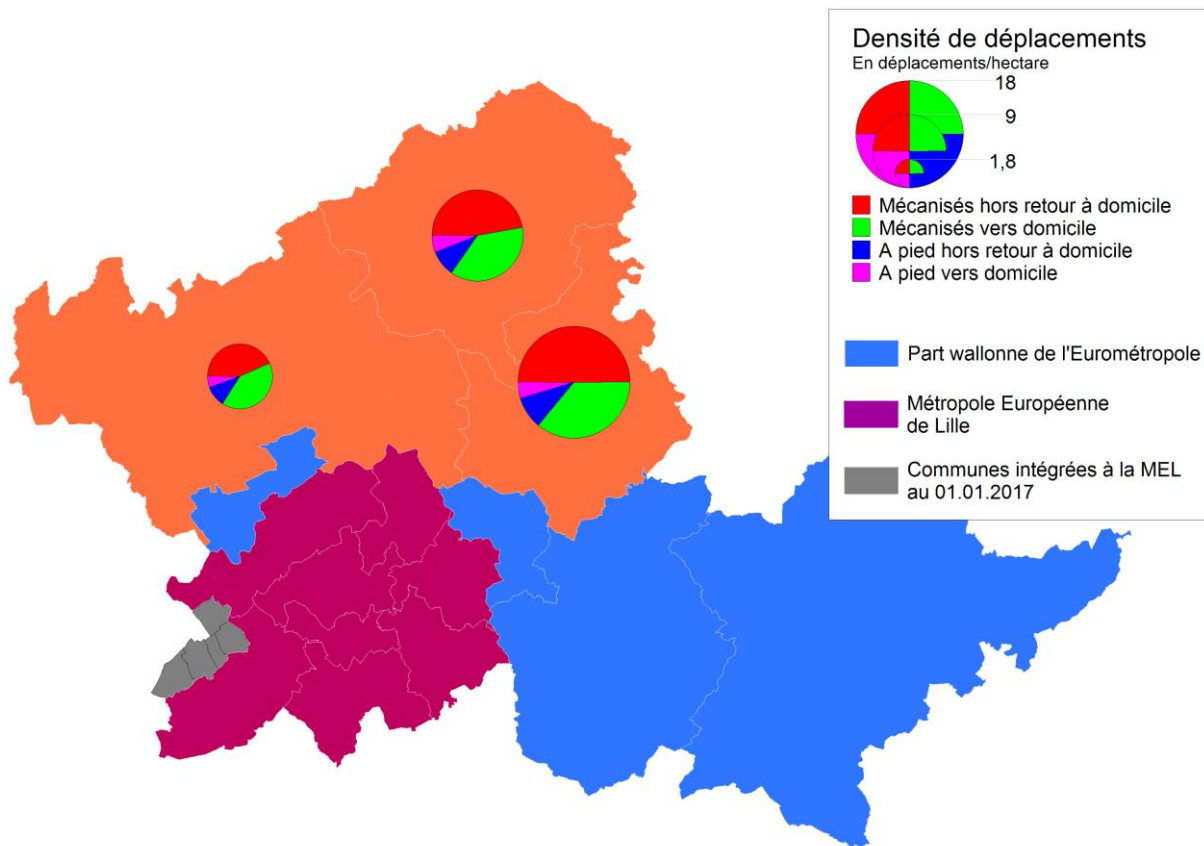 Densité de déplacements
En déplacements/hectare
18
9
1,8
Mécanisés hors retour à domicile
Mécanisés vers domicile
A pied hors retour à domicile
A pied vers domicile
Part wallonne de l'Eurométropole
Métropole Européenne
de Lille
Communes intégrées à la MEL
au 01.01.2017